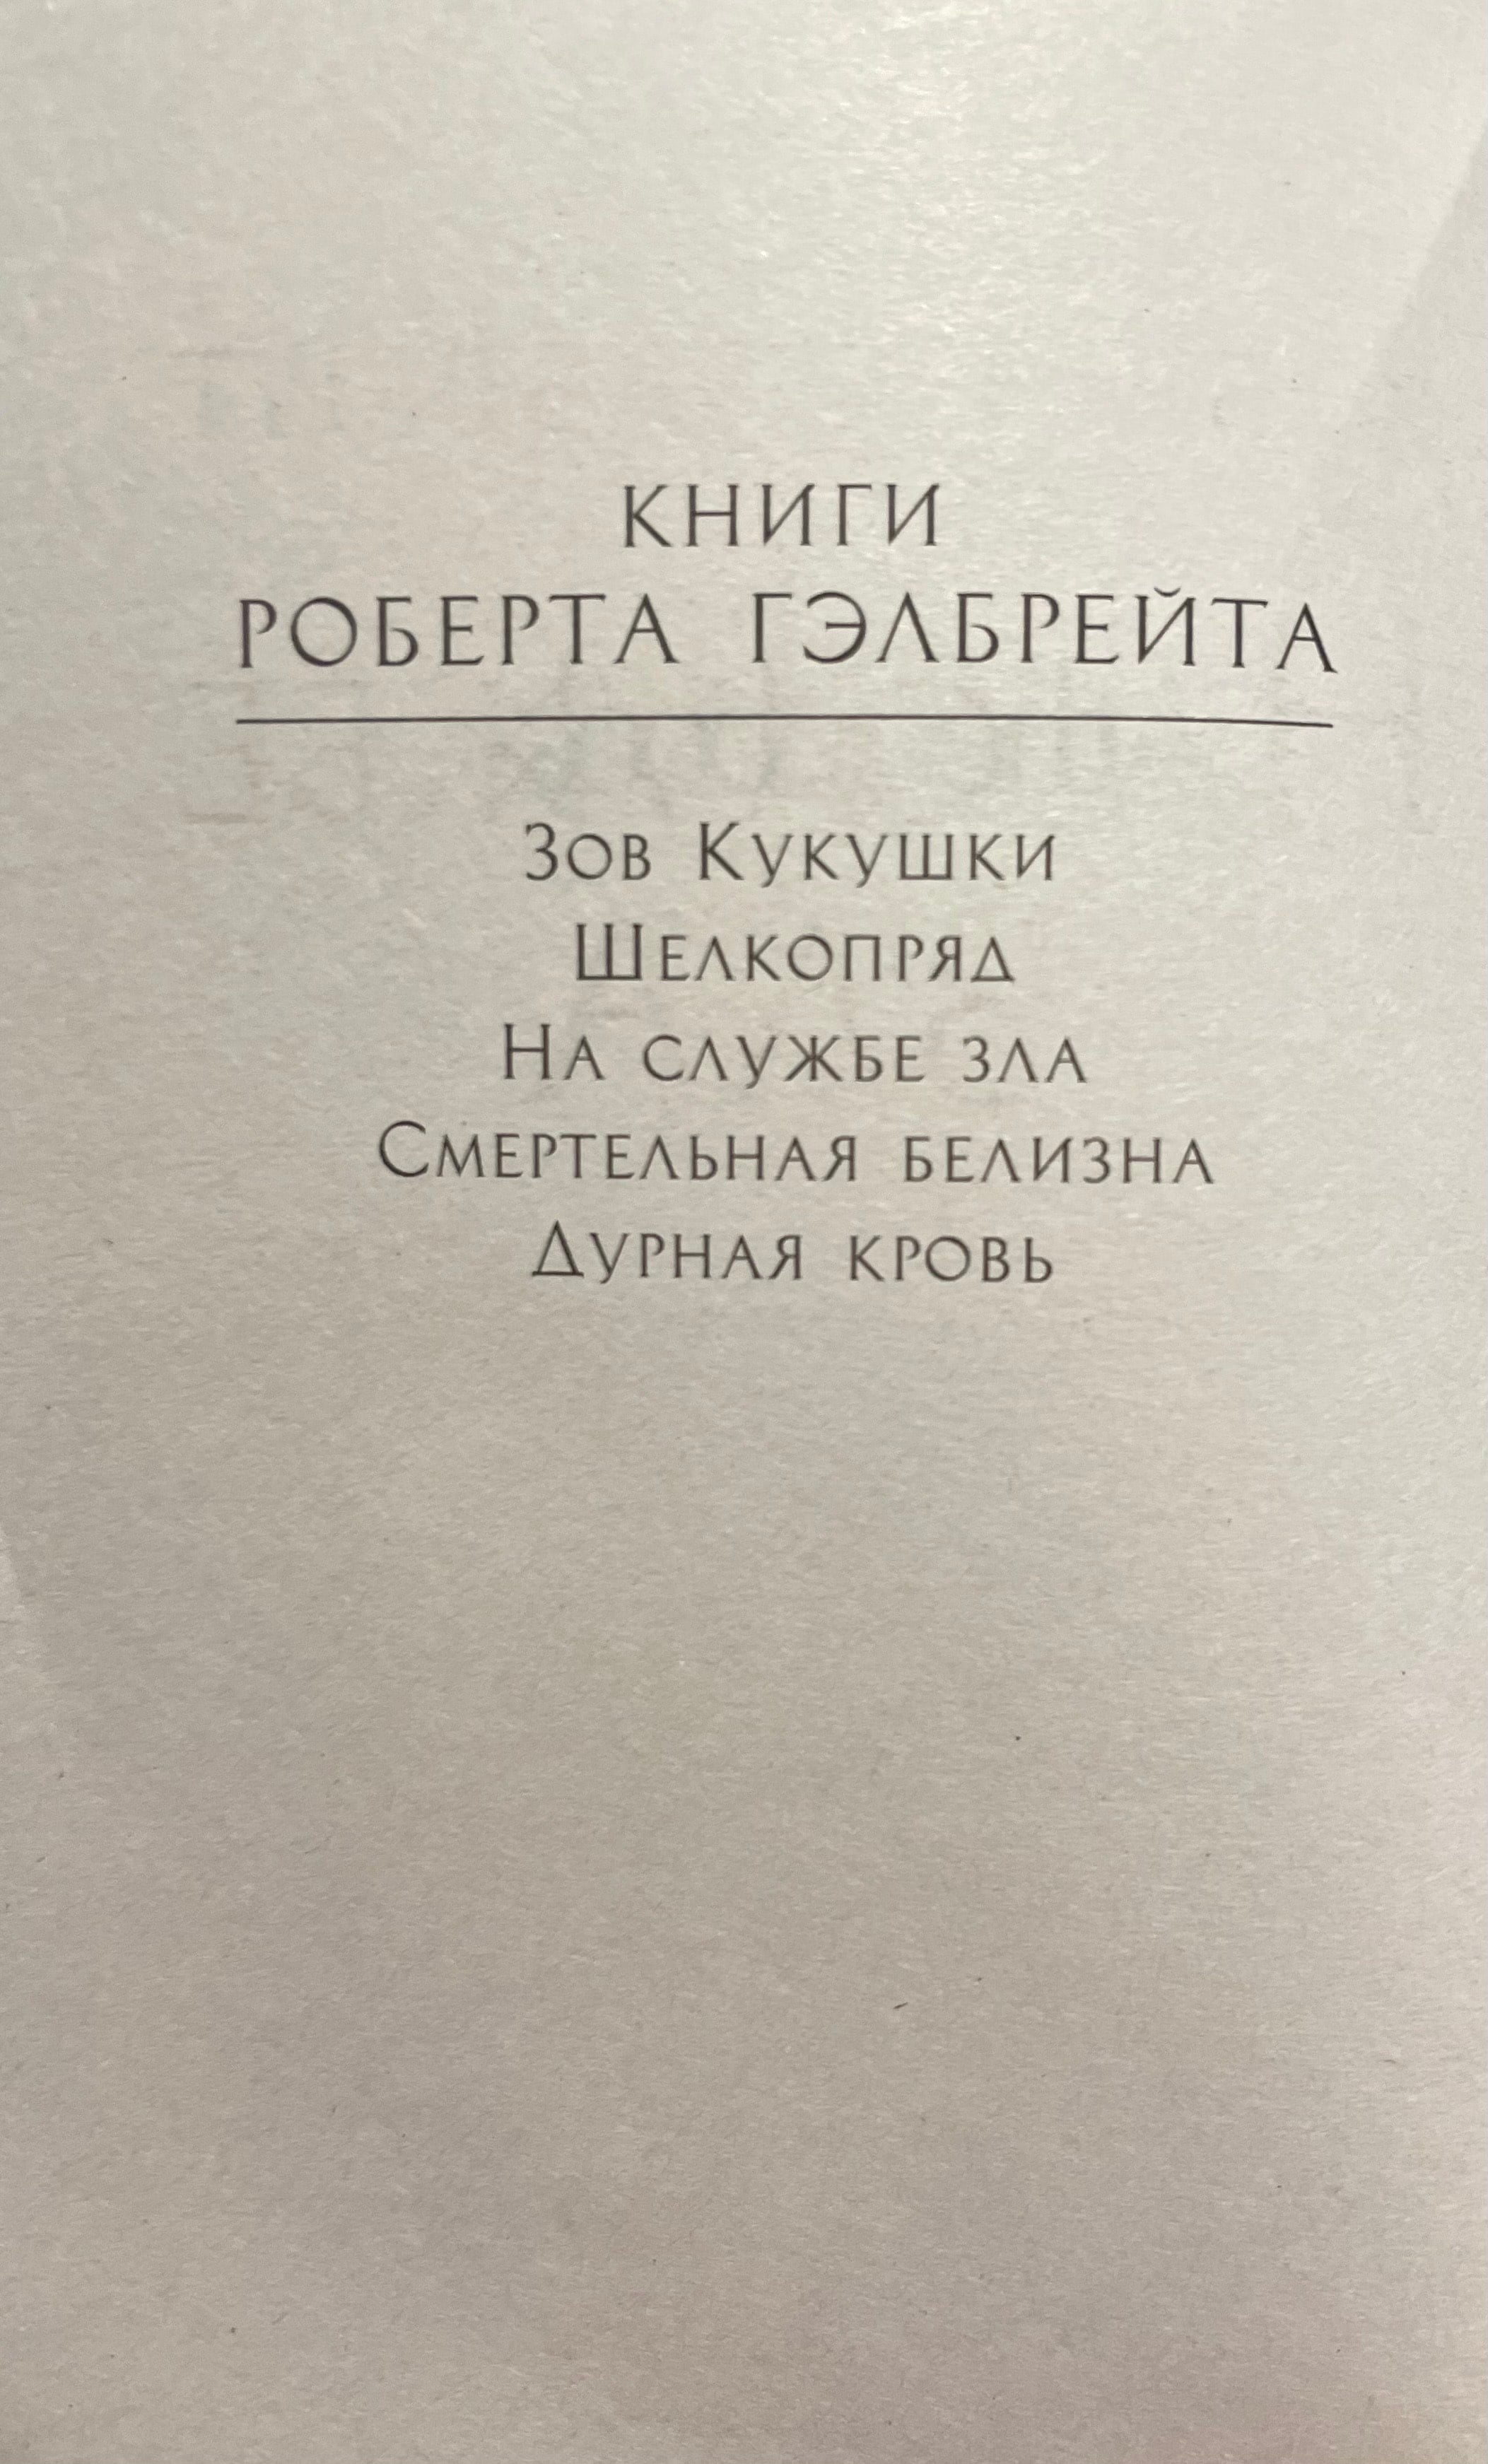 КНИГИ
РОБЕРТА ГЭЛБРЕЙТА
Зов Кукушки
Шелкопряд
На службе зла
Смертельная белизна
Дурная кровь